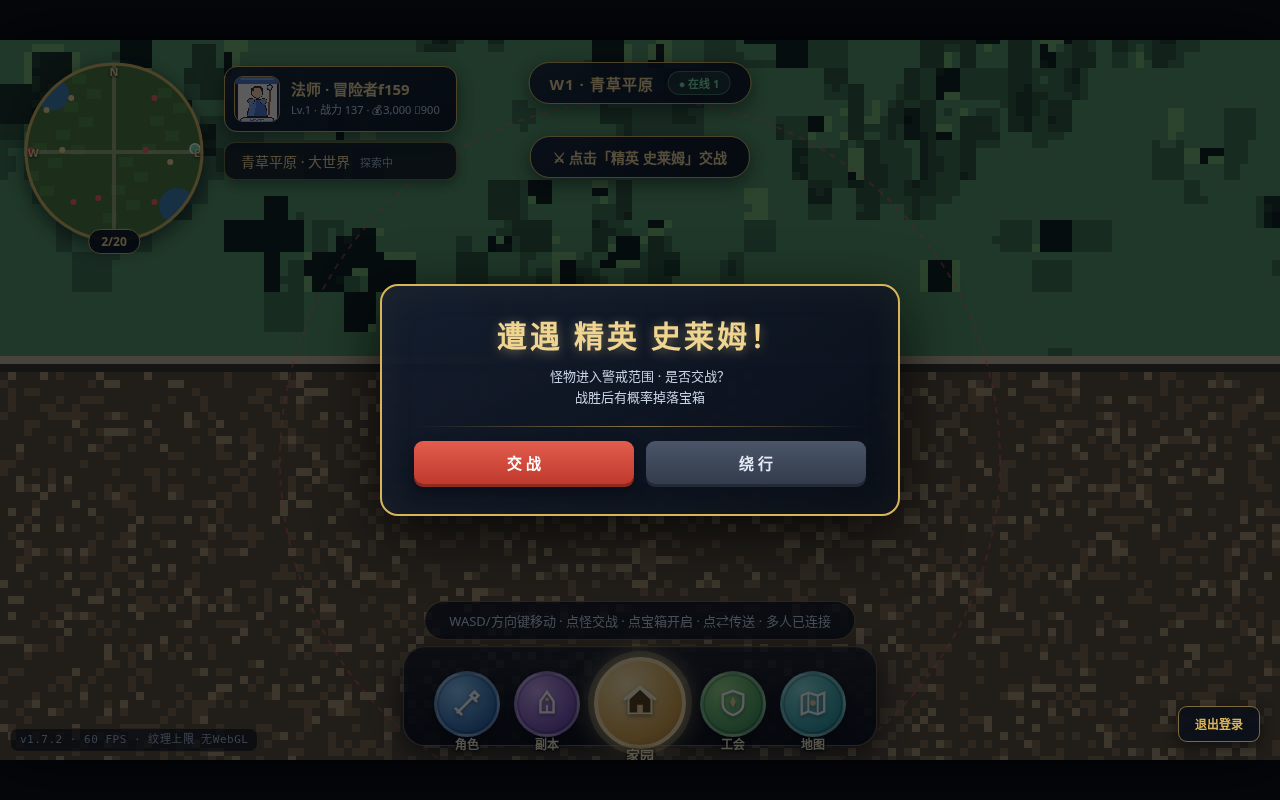 N
W
E
2/20
法师 · 冒险者f159
Lv.1 · 战力 137 · 💰3,000 900
青草平原 · 大世界 探索中
W1 · 青草平原 ● 在线 1
⚔ 点击「精英 史莱姆」交战
遭遇 精英 史莱姆！
怪物进入警戒范围 · 是否交战？
战胜后有概率掉落宝箱
交战 绕行
WASD/方向键移动 · 点怪交战 · 点宝箱开启 · 点⇄传送 · 多人已连接
角色 副本 家园 工会 地图
v1.7.2 · 60 FPS · 纹理上限 无WebGL
退出登录